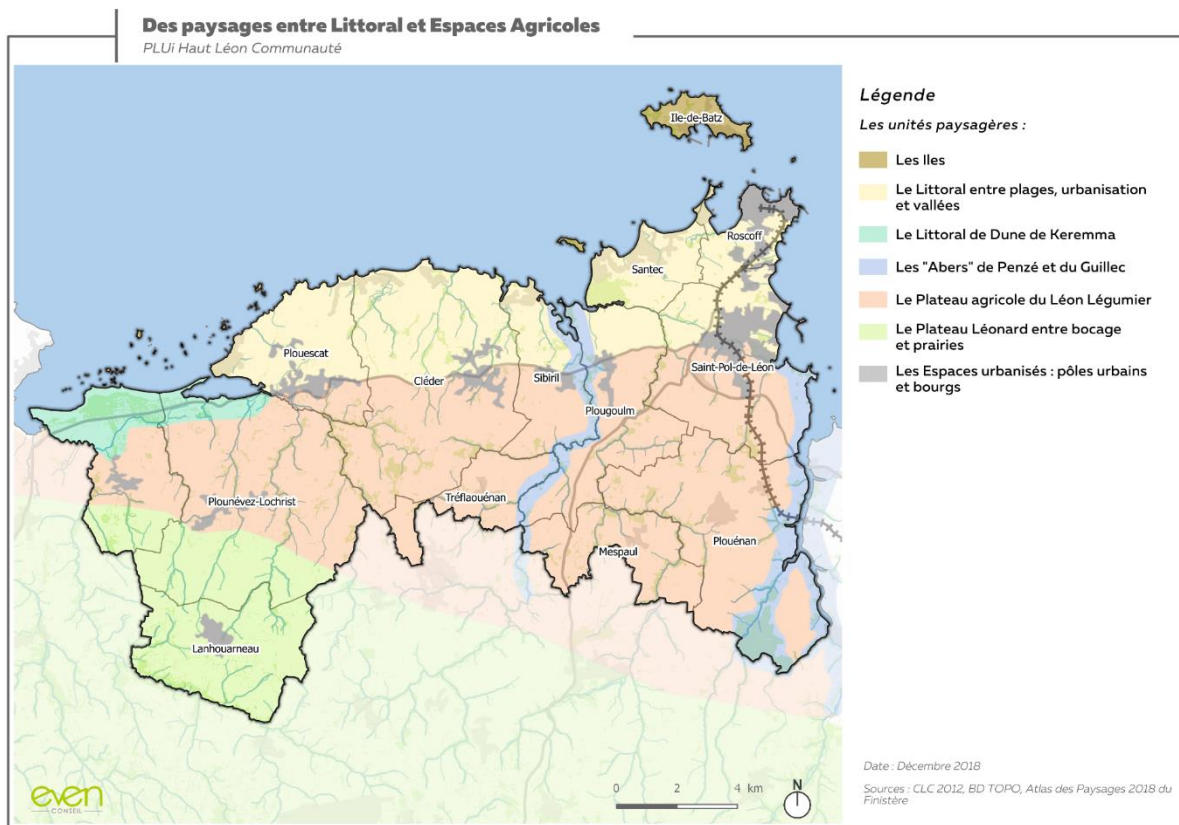 Des paysages entre Littoral et Espaces Agricoles
PLUi Haut Léon Communauté
Ile-de-Batz
Roscoff
Santec
Plouescat
Cléder
Sibiril
Saint-Pol-de-Léon
Plougoulm
Tréflaouénan
Plounévez-Lochrist
Mespaul
Plouénan
Lanhouarneau
Légende
Les unités paysagères :
Les Iles
Le Littoral entre plages, urbanisation
et vallées
Le Littoral de Dune de Keremma
Les "Abers" de Penzé et du Guillec
Le Plateau agricole du Léon Légumier
Le Plateau Léonard entre bocage
et prairies
Les Espaces urbanisés : pôles urbains
et bourgs
even
CONSEIL
0 2 4 km
N
Date : Décembre 2018
Sources : CLC 2012, BD TOPO, Atlas des Paysages 2018 du
Finistère